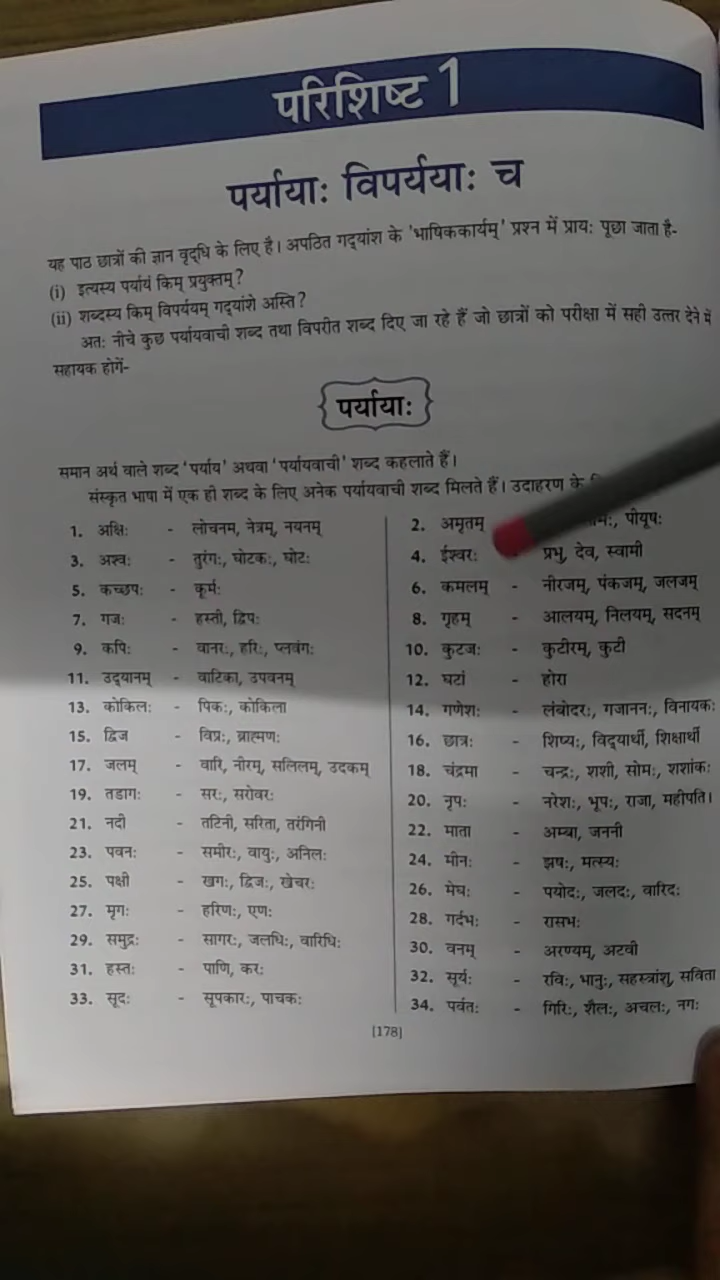 परिशिष्ट 1
पर्यायाः विपर्ययाः च
यह पाठ छात्रों की ज्ञान वृद्धि के लिए है। अपठित गद्यांश के 'भाषिककार्यम्' प्रश्न में प्रायः पूछा जाता है-
(i) इत्यस्य पर्यायं किम् प्रयुक्तम्?
(ii) शब्दस्य किम् विपर्ययम् गद्यांशे अस्ति?
अतः नीचे कुछ पर्यायवाची शब्द तथा विपरीत शब्द दिए जा रहे हैं जो छात्रों को परीक्षा में सही उत्तर देने में
सहायक होगें-
पर्यायाः
समान अर्थ वाले शब्द 'पर्याय' अथवा 'पर्यायवाची' शब्द कहलाते हैं।
संस्कृत भाषा में एक ही शब्द के लिए अनेक पर्यायवाची शब्द मिलते हैं। उदाहरण के
1. अक्षिः - लोचनम्, नेत्रम्, नयनम्
3. अश्वः - तुरंगः, घोटकः, घोटः
5. कच्छपः - कूर्मः
7. गजः - हस्ती, द्विपः
9. कपिः - वानरः, हरिः, प्लवंगः
11. उद्यानम् - वाटिका, उपवनम्
13. कोकिलः - पिकः, कोकिला
15. द्विज - विप्रः, ब्राह्मणः
17. जलम् - वारि, नीरम्, सलिलम्, उदकम्
19. तडागः - सरः, सरोवरः
21. नदी - तटिनी, सरिता, तरंगिनी
23. पवनः - समीरः, वायुः, अनिलः
25. पक्षी - खगः, द्विजः, खेचरः
27. मृगः - हरिणः, एणः
29. समुद्रः - सागरः, जलधिः, वारिधिः
31. हस्तः - पाणि, करः
33. सूदः - सूपकारः, पाचकः
2. अमृतम् पीयूषः
4. ईश्वरः प्रभु, देव, स्वामी
6. कमलम् - नीरजम्, पंकजम्, जलजम्
8. गृहम् - आलयम्, निलयम्, सदनम्
10. कुटजः - कुटीरम्, कुटी
12. घटां - होरा
14. गणेशः - लंबोदरः, गजाननः, विनायकः
16. छात्रः - शिष्यः, विद्यार्थी, शिक्षार्थी
18. चंद्रमा - चन्द्रः, शशी, सोमः, शशांकः
20. नृपः - नरेशः, भूपः, राजा, महीपति।
22. माता - अम्बा, जननी
24. मीनः - झषः, मत्स्यः
26. मेघः - पयोदः, जलदः, वारिदः
28. गर्दभः - रासभः
30. वनम् - अरण्यम्, अटवी
32. सूर्यः - रविः, भानुः, सहस्त्रांशु, सविता
34. पर्वतः - गिरिः, शैलः, अचलः, नगः
[178]